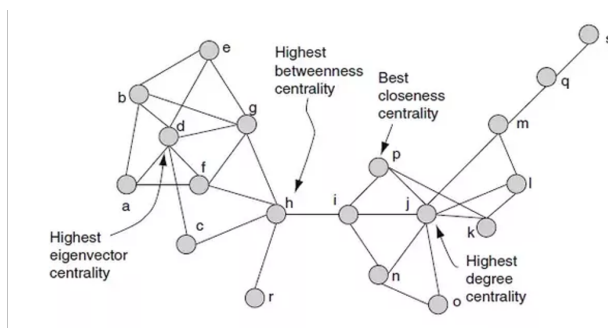 e
s
Highest
betweenness
centrality
Best
closeness
centrality
q
b
g
d
m
p
f
l
a
h
i
j
k
c
Highest
eigenvector
centrality
Highest
degree
centrality
n
r
o